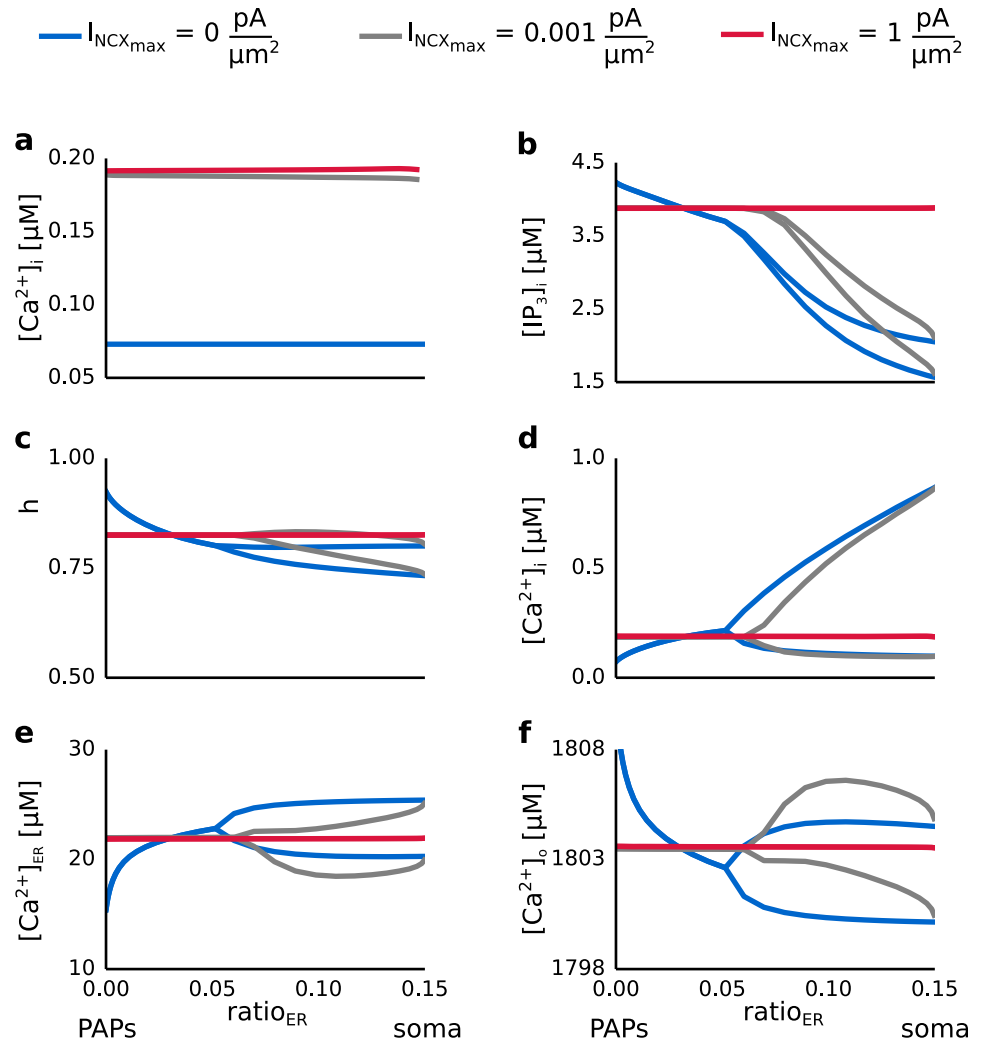 I_NCXmax = 0 pA/μm² I_NCXmax = 0.001 pA/μm² I_NCXmax = 1 pA/μm²
a
[Ca²⁺]ᵢ [μM]
0.20
0.15
0.10
0.05
b
[IP₃]ᵢ [μM]
4.5
3.5
2.5
1.5
c
h
1.00
0.75
0.50
d
[Ca²⁺]ᵢ [μM]
1.0
0.5
0.0
e
[Ca²⁺]_ER [μM]
30
20
10
0.00 0.05 0.10 0.15
ratio_ER
PAPs soma
f
[Ca²⁺]ₒ [μM]
1808
1803
1798
0.00 0.05 0.10 0.15
ratio_ER
PAPs soma